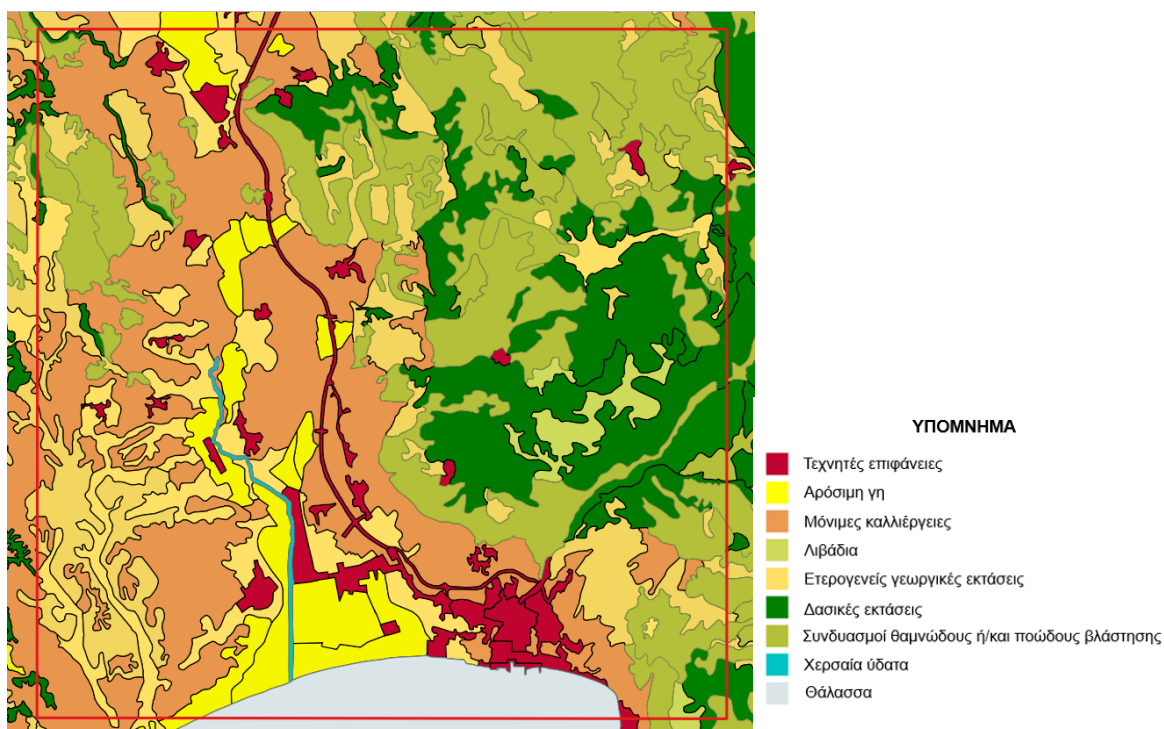 ΥΠΟΜΝΗΜΑ
Τεχνητές επιφάνειες
Αρόσιμη γη
Μόνιμες καλλιέργειες
Λιβάδια
Ετερογενείς γεωργικές εκτάσεις
Δασικές εκτάσεις
Συνδυασμοί θαμνώδους ή/και ποώδους βλάστησης
Χερσαία ύδατα
Θάλασσα